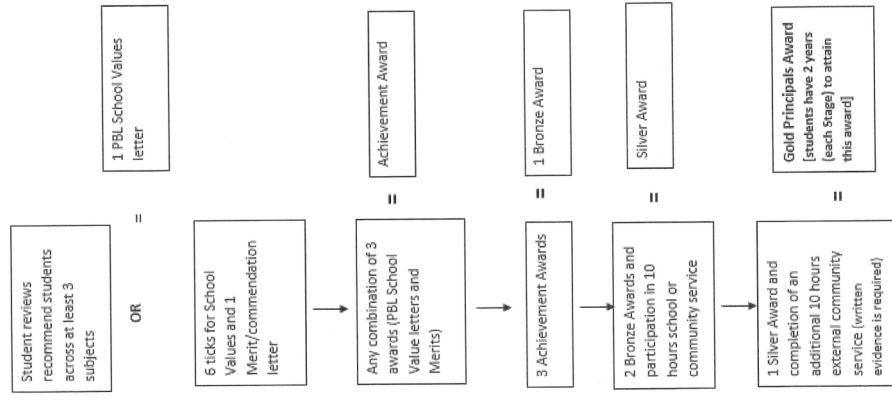 Student reviews
recommend students
across at least 3
subjects
OR
=
1 PBL School Values
letter
6 ticks for School
Values and 1
Merit/commendation
letter
Any combination of 3
awards (PBL School
Value letters and
Merits)
=
Achievement Award
3 Achievement Awards
=
1 Bronze Award
2 Bronze Awards and
participation in 10
hours school or
community service
=
Silver Award
1 Silver Award and
completion of an
additional 10 hours
external community
service (written
evidence is required)
=
Gold Principals Award
[students have 2 years
(each Stage) to attain
this award]